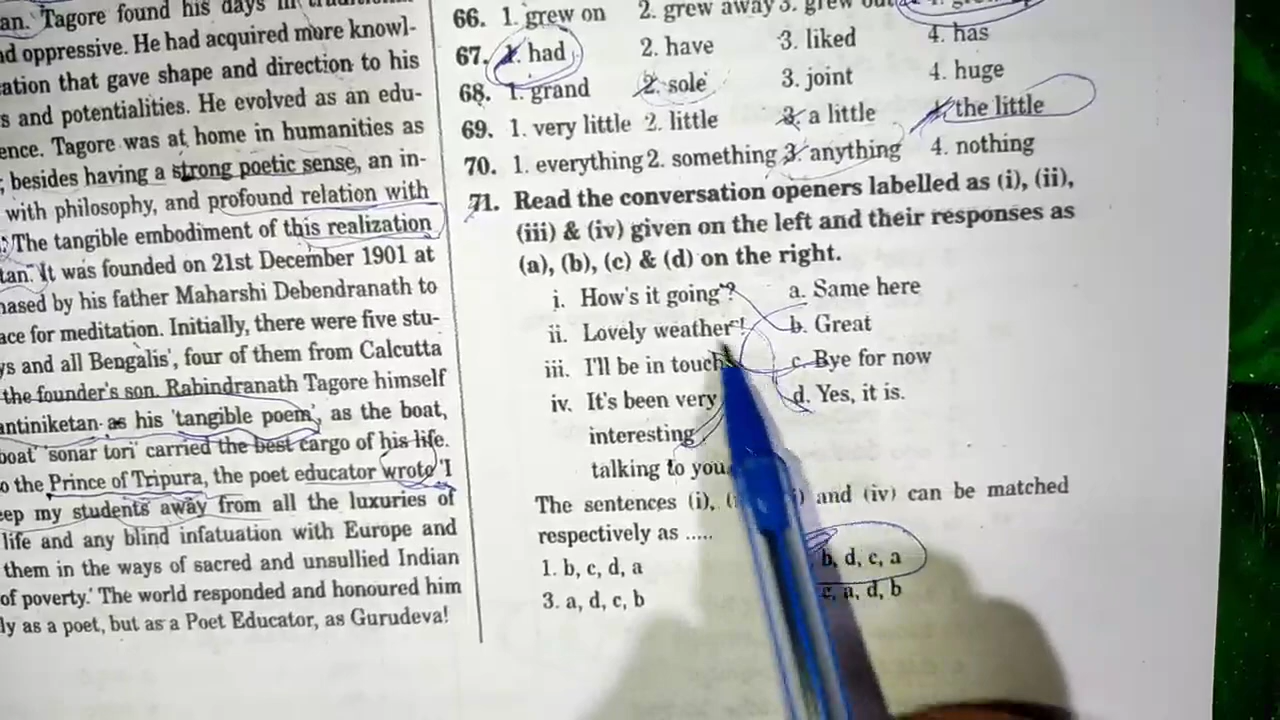 an. Tagore found his days in
nd oppressive. He had acquired more knowl-
ation that gave shape and direction to his
s and potentialities. He evolved as an edu-
ence. Tagore was at home in humanities as
; besides having a strong poetic sense, an in-
with philosophy, and profound relation with
The tangible embodiment of this realization
tan.' It was founded on 21st December 1901 at
hased by his father Maharshi Debendranath to
ace for meditation. Initially, there were five stu-
ys and all Bengalis', four of them from Calcutta
the founder's son. Rabindranath Tagore himself
antiniketan as his 'tangible poem', as the boat,
boat' 'sonar tori' carried the best cargo of his life.
o the Prince of Tripura, the poet educator wrote 'I
eep my students away from all the luxuries of
life and any blind infatuation with Europe and
them in the ways of sacred and unsullied Indian
of poverty.' The world responded and honoured him
ly as a poet, but as a Poet Educator, as Gurudeva!
66. 1. grew on 2. grew away 3. grew out 4.
67. 1. had 2. have 3. liked 4. has
68. 1. grand 2. sole 3. joint 4. huge
69. 1. very little 2. little 3. a little 4. the little
70. 1. everything 2. something 3. anything 4. nothing
71. Read the conversation openers labelled as (i), (ii),
(iii) & (iv) given on the left and their responses as
(a), (b), (c) & (d) on the right.
i. How's it going? a. Same here
ii. Lovely weather! b. Great
iii. I'll be in touch c. Bye for now
iv. It's been very d. Yes, it is.
interesting
talking to you
The sentences (i), and (iv) can be matched
respectively as .....
1. b, c, d, a b, d, c, a
3. a, d, c, b c, a, d, b